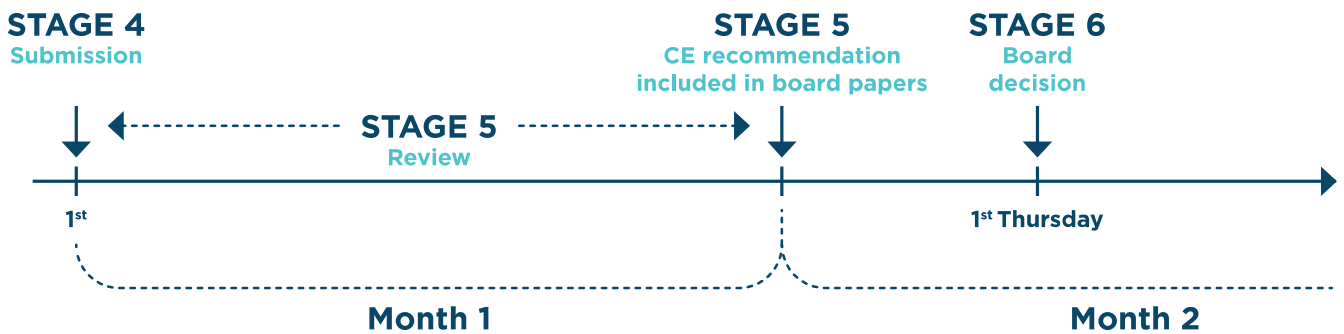 STAGE 4
Submission
STAGE 5
CE recommendation
included in board papers
STAGE 6
Board
decision
STAGE 5
Review
1st
1st Thursday
Month 1
Month 2